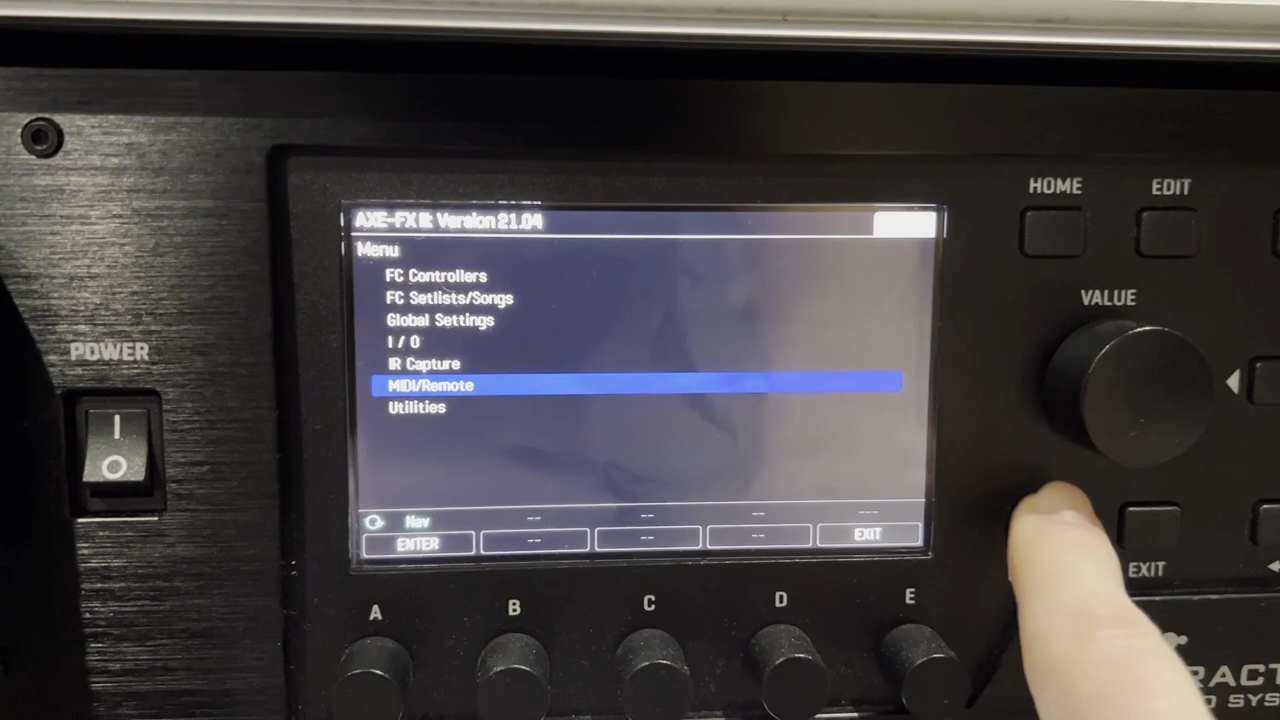 HOME EDIT
AXE-FX III: Version 21.04
Menu
VALUE
FC Controllers
FC Setlists/Songs
Global Settings
I / O
IR Capture
MIDI/Remote
Utilities
POWER
I
O
Nav -- -- -- ---
ENTER -- -- -- EXIT
EXIT
A B C D E